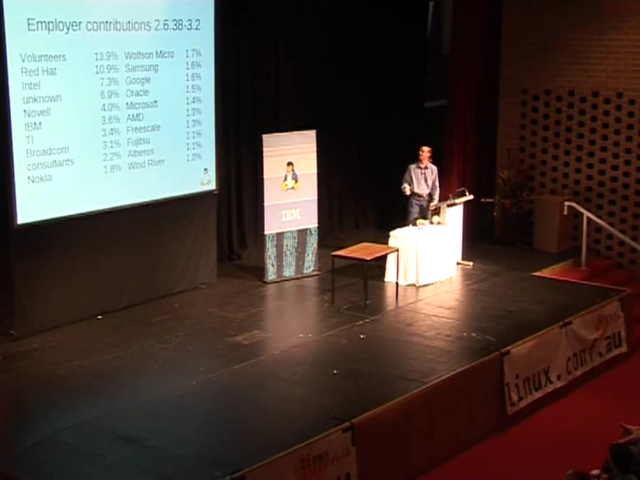 Employer contributions 2.6.38-3.2
Volunteers 13.9% Wolfson Micro 1.7%
Red Hat 10.9% Samsung 1.6%
Intel 7.3% Google 1.6%
unknown 6.9% Oracle 1.5%
Novell 4.0% Microsoft 1.4%
IBM 3.6% AMD 1.3%
TI 3.4% Freescale 1.3%
Broadcom 3.1% Fujitsu 1.1%
consultants 2.2% Atheros 1.1%
Nokia 1.8% Wind River 1.0%
IBM
linux.conf.au
linux